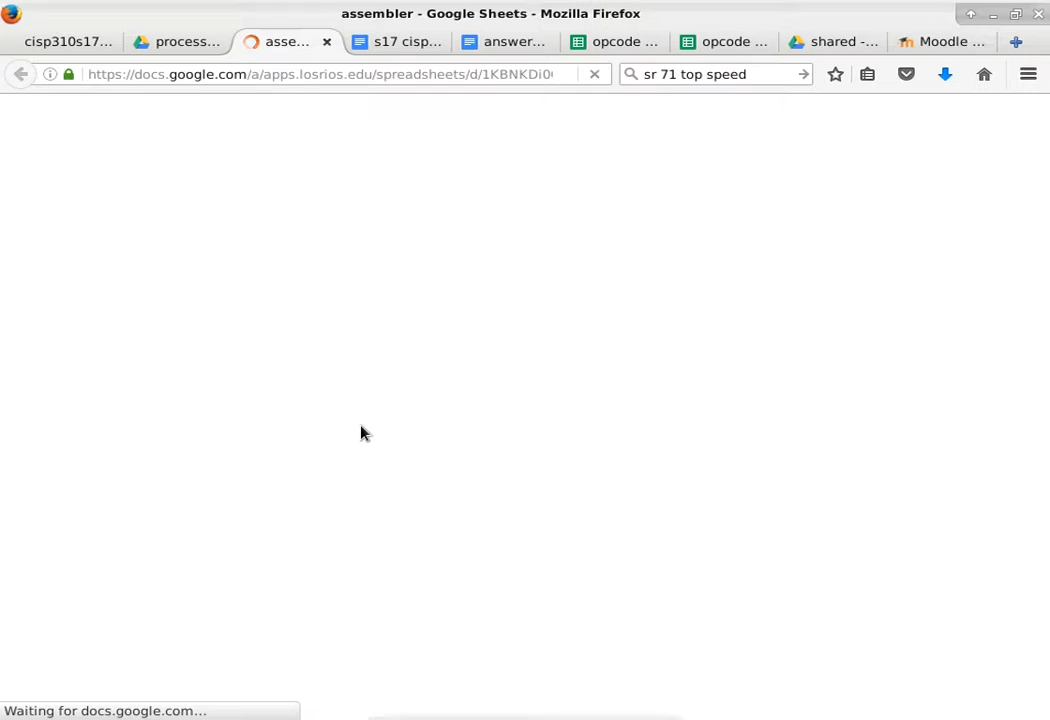 assembler - Google Sheets - Mozilla Firefox
cisp310s17... process... asse... s17 cisp... answer... opcode ... opcode ... shared -... Moodle ...
https://docs.google.com/a/apps.losrios.edu/spreadsheets/d/1KBNKDi0 sr 71 top speed
Waiting for docs.google.com...